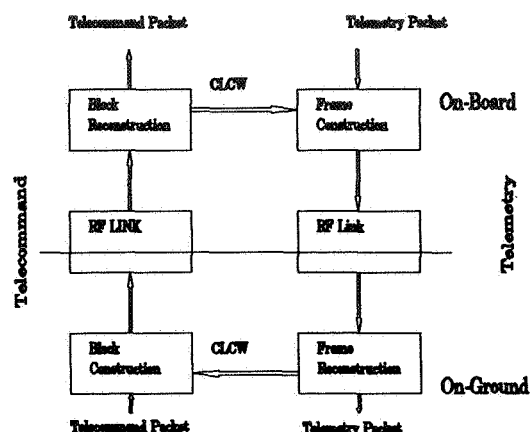 Telecommand Packet
Telemetry Packet
CLCW
Block
Reconstruction
Frame
Construction
On-Board
Telecommand
RF LINK
RF Link
Telemetry
Block
Construction
CLCW
Frame
Reconstruction
On-Ground
Telecommand Packet
Telemetry Packet